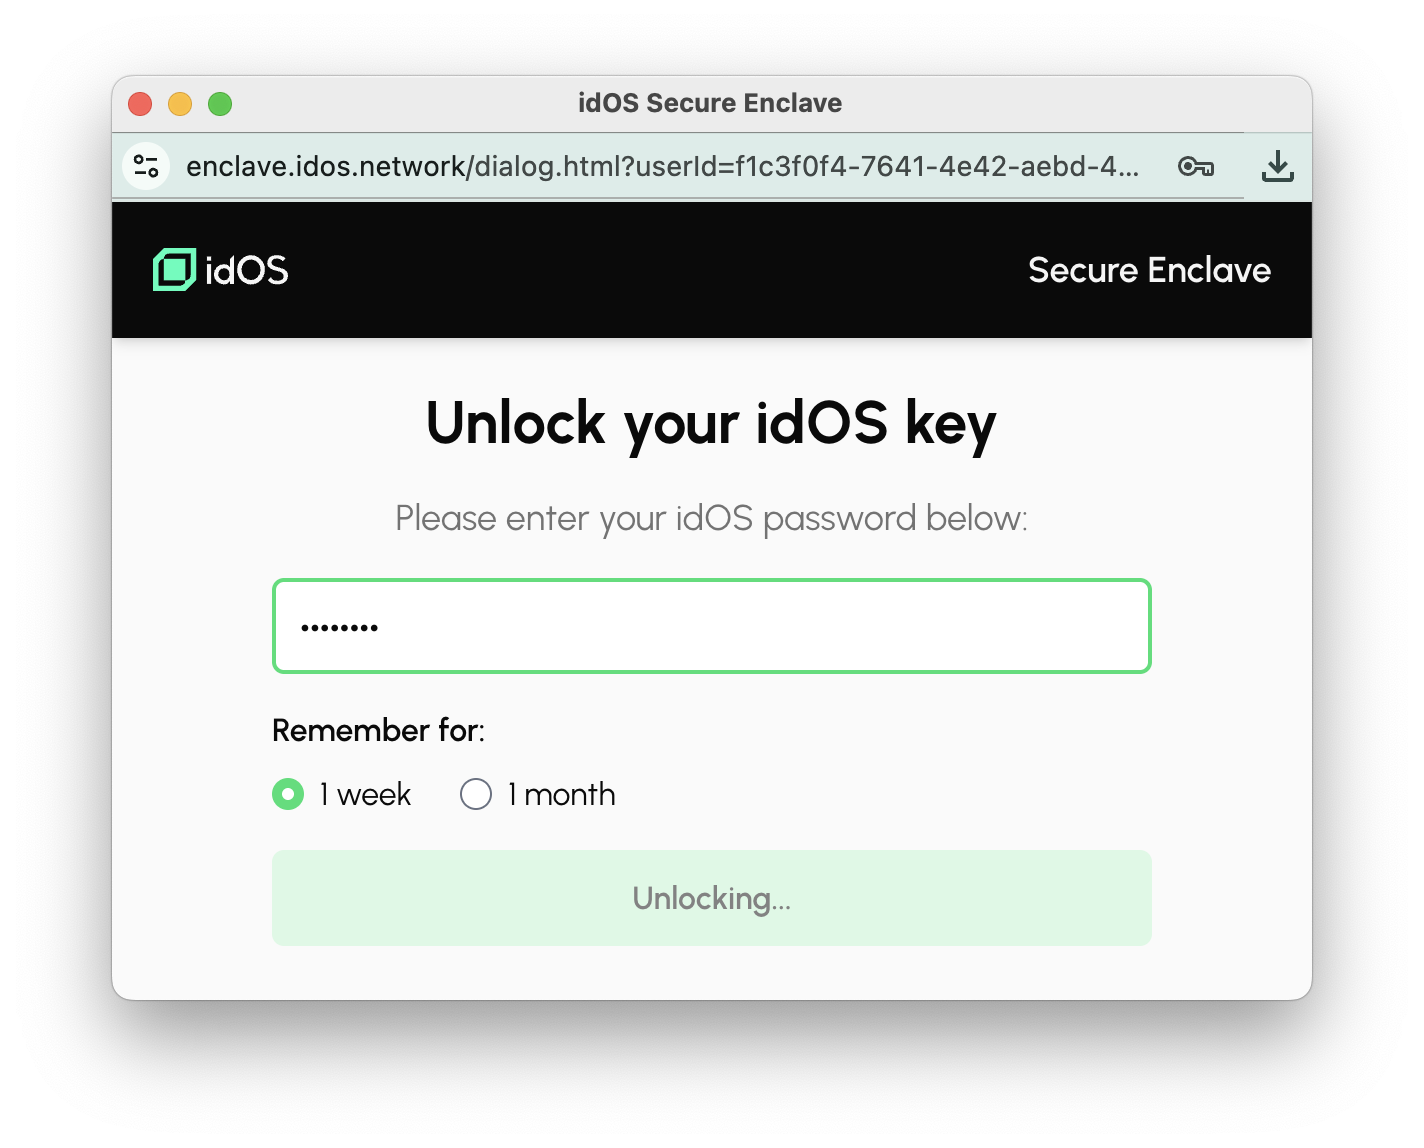 idOS Secure Enclave
enclave.idos.network/dialog.html?userId=f1c3f0f4-7641-4e42-aebd-4...
idOS
Secure Enclave
Unlock your idOS key
Please enter your idOS password below:
••••••••
Remember for:
1 week 1 month
Unlocking...